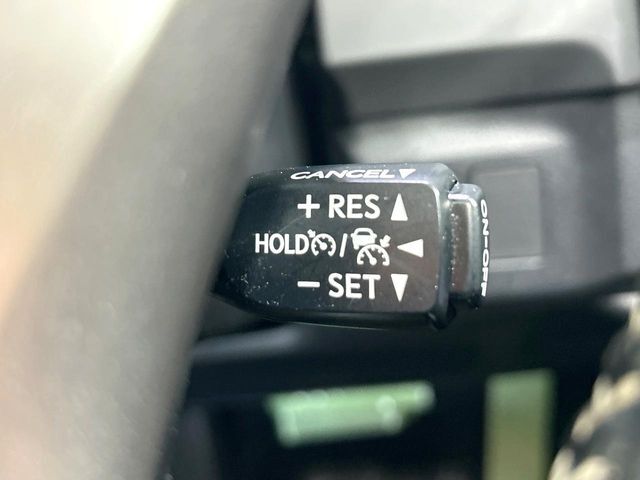 CANCEL
+ RES
HOLD /
- SET
ON-OFF